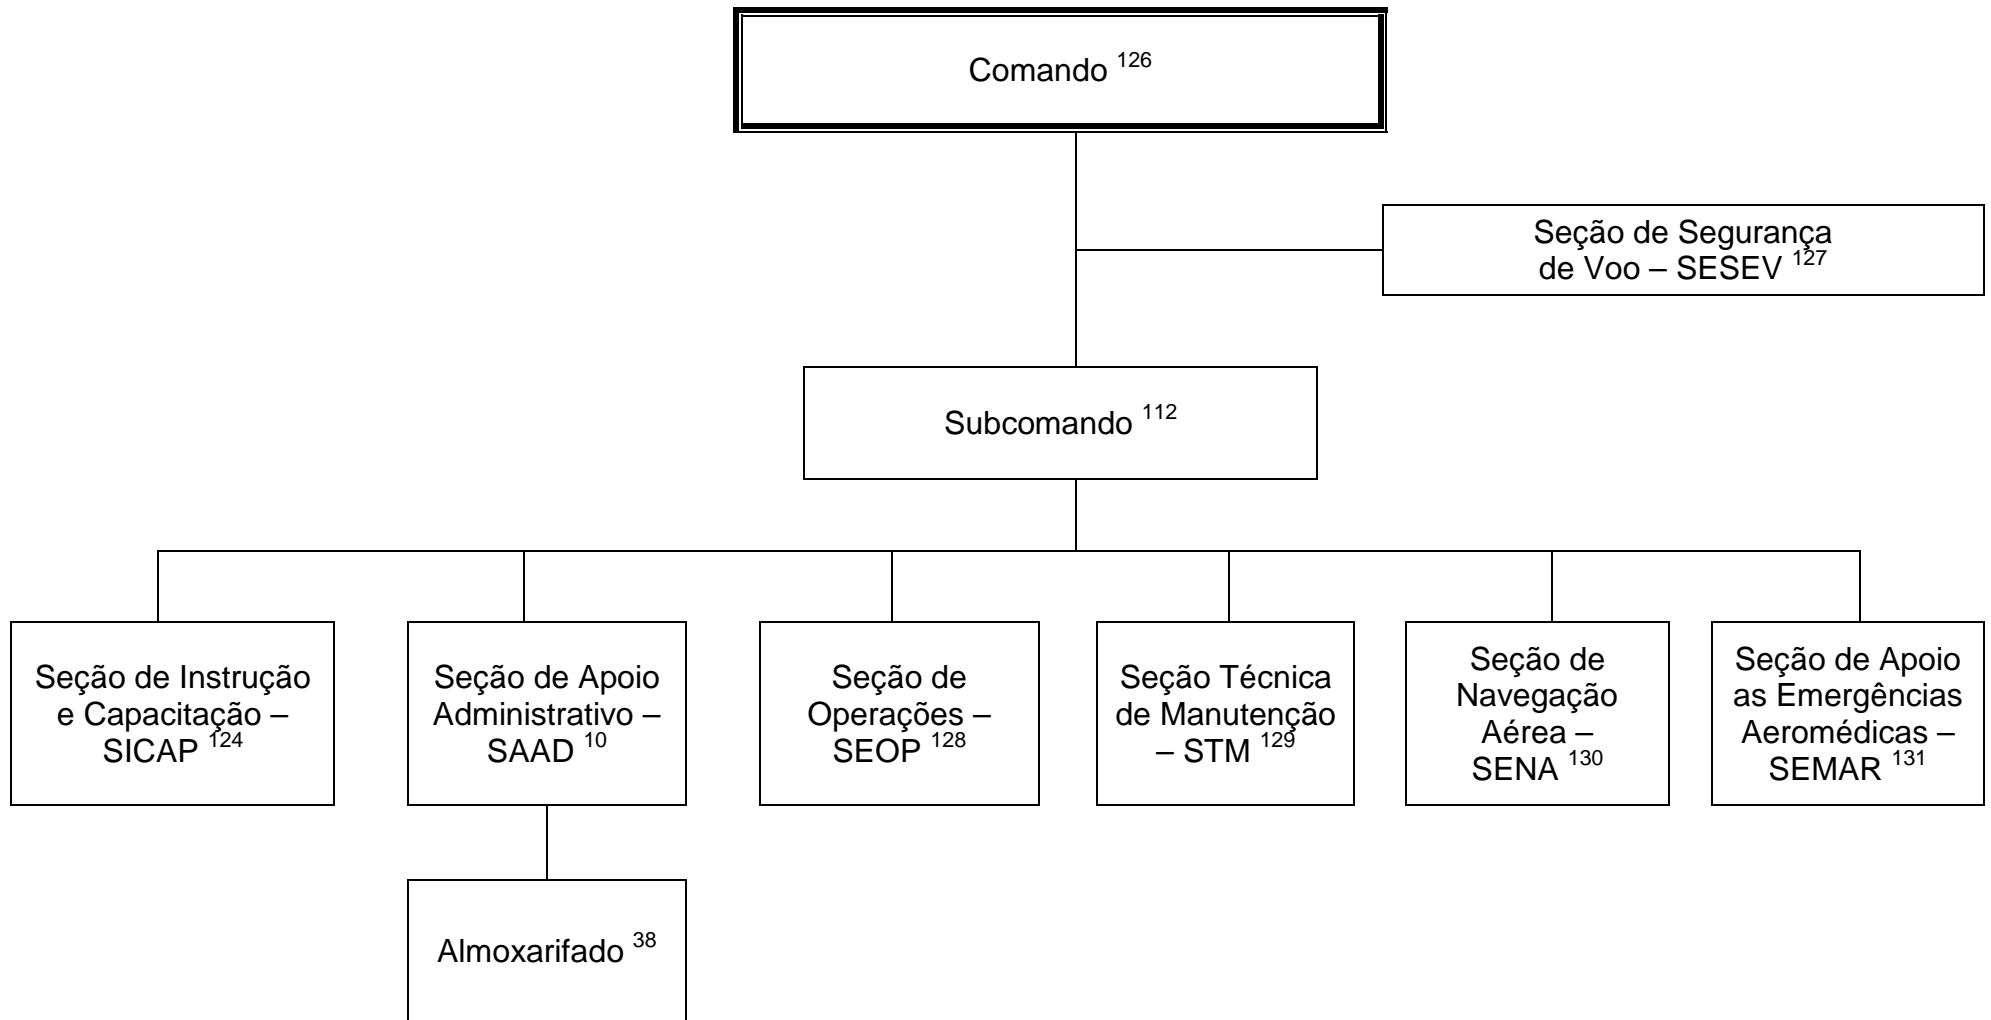 Comando 126
Seção de Segurança
de Voo – SESEV 127
Subcomando 112
Seção de Instrução
e Capacitação –
SICAP 124
Seção de Apoio
Administrativo –
SAAD 10
Seção de
Operações –
SEOP 128
Seção Técnica
de Manutenção
– STM 129
Seção de
Navegação
Aérea –
SENA 130
Seção de Apoio
as Emergências
Aeromédicas –
SEMAR 131
Almoxarifado 38